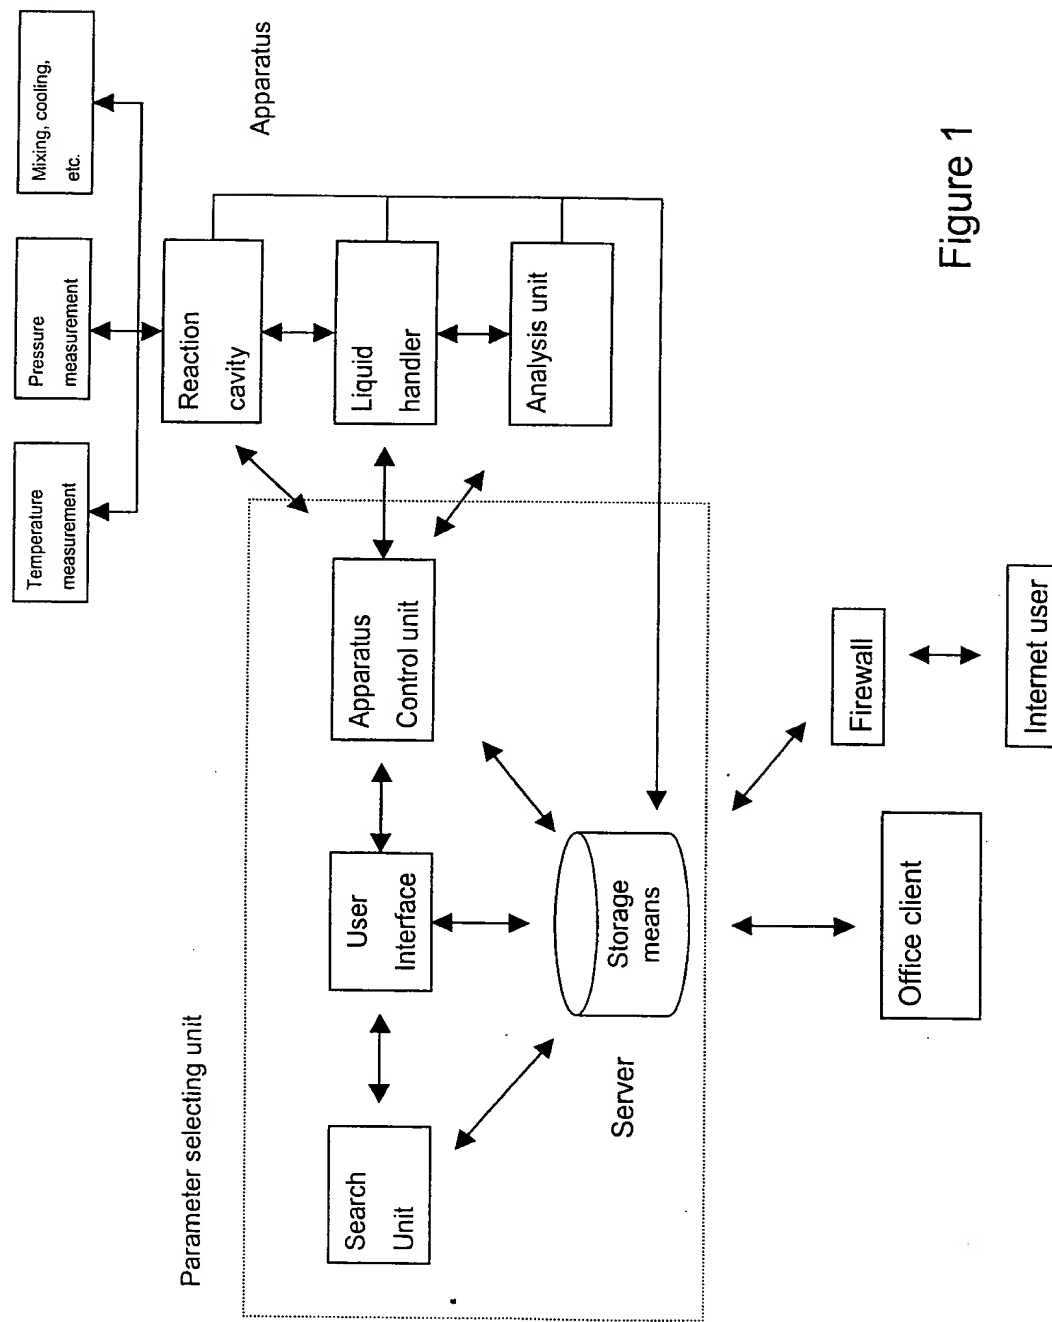 Parameter selecting unit
Search
Unit
User
Interface
Apparatus
Control unit
Storage
means
Server
Office client
Firewall
Internet user
Temperature
measurement
Pressure
measurement
Mixing, cooling,
etc.
Reaction
cavity
Liquid
handler
Analysis unit
Apparatus
Figure 1